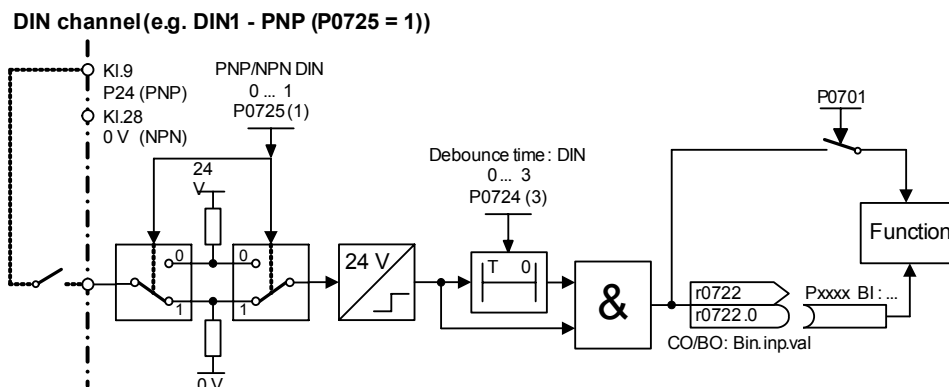 DIN channel (e.g. DIN1 - PNP (P0725 = 1))
Kl.9
P24 (PNP)
Kl.28
0 V (NPN)
PNP/NPN DIN
0 ... 1
P0725 (1)
P0701
Debounce time: DIN
0 ... 3
P0724 (3)
24
V
0
0
1
1
24 V
T 0
&
Function
r0722
r0722.0
Pxxxx BI: ...
CO/BO: Bin.inp.val
0 V